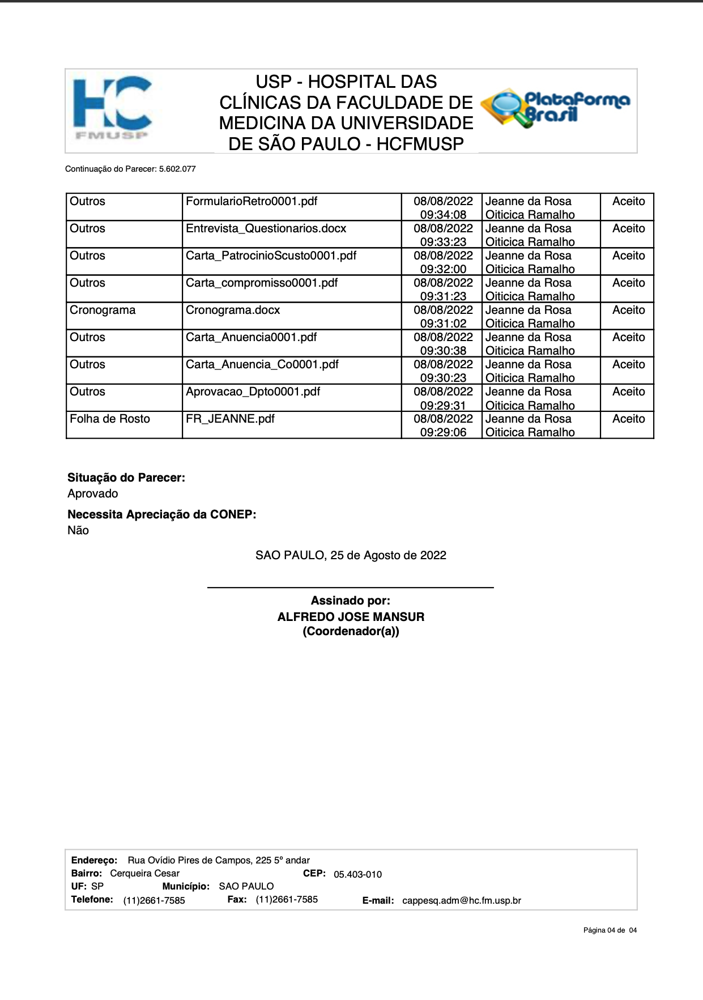 HC
FMUSP
USP - HOSPITAL DAS
CLÍNICAS DA FACULDADE DE
MEDICINA DA UNIVERSIDADE
DE SÃO PAULO - HCFMUSP
Plataforma
Brasil
Continuação do Parecer: 5.602.077
Outros FormularioRetro0001.pdf 08/08/2022 Jeanne da Rosa Aceito
09:34:08 Oiticica Ramalho
Outros Entrevista_Questionarios.docx 08/08/2022 Jeanne da Rosa Aceito
09:33:23 Oiticica Ramalho
Outros Carta_PatrocinioScusto0001.pdf 08/08/2022 Jeanne da Rosa Aceito
09:32:00 Oiticica Ramalho
Outros Carta_compromisso0001.pdf 08/08/2022 Jeanne da Rosa Aceito
09:31:23 Oiticica Ramalho
Cronograma Cronograma.docx 08/08/2022 Jeanne da Rosa Aceito
09:31:02 Oiticica Ramalho
Outros Carta_Anuencia0001.pdf 08/08/2022 Jeanne da Rosa Aceito
09:30:38 Oiticica Ramalho
Outros Carta_Anuencia_Co0001.pdf 08/08/2022 Jeanne da Rosa Aceito
09:30:23 Oiticica Ramalho
Outros Aprovacao_Dpto0001.pdf 08/08/2022 Jeanne da Rosa Aceito
09:29:31 Oiticica Ramalho
Folha de Rosto FR_JEANNE.pdf 08/08/2022 Jeanne da Rosa Aceito
09:29:06 Oiticica Ramalho
Situação do Parecer:
Aprovado
Necessita Apreciação da CONEP:
Não
SAO PAULO, 25 de Agosto de 2022
Assinado por:
ALFREDO JOSE MANSUR
(Coordenador(a))
Endereço: Rua Ovídio Pires de Campos, 225 5º andar
Bairro: Cerqueira Cesar CEP: 05.403-010
UF: SP Município: SAO PAULO
Telefone: (11)2661-7585 Fax: (11)2661-7585 E-mail: cappesq.adm@hc.fm.usp.br
Página 04 de 04